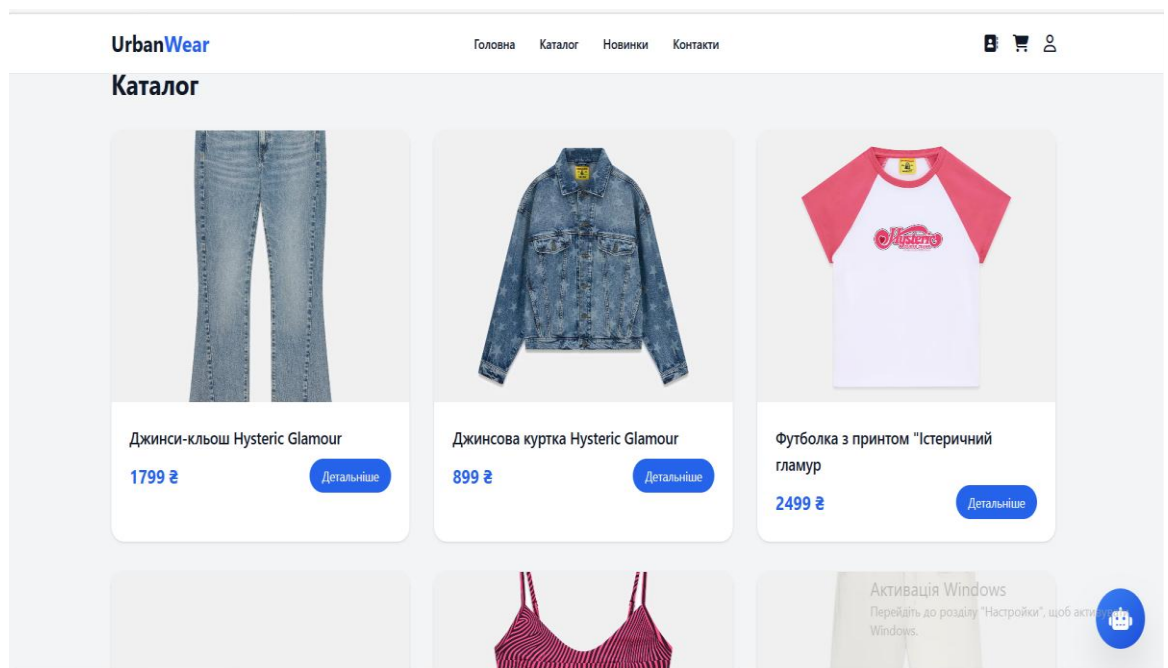 UrbanWear
Головна Каталог Новинки Контакти
Каталог
Hysteric
Джинси-кльош Hysteric Glamour
1799 ₴
Детальніше
Джинсова куртка Hysteric Glamour
899 ₴
Детальніше
Футболка з принтом "Істеричний
гламур
2499 ₴
Детальніше
Активація Windows
Перейдіть до розділу "Настройки", щоб
Windows.